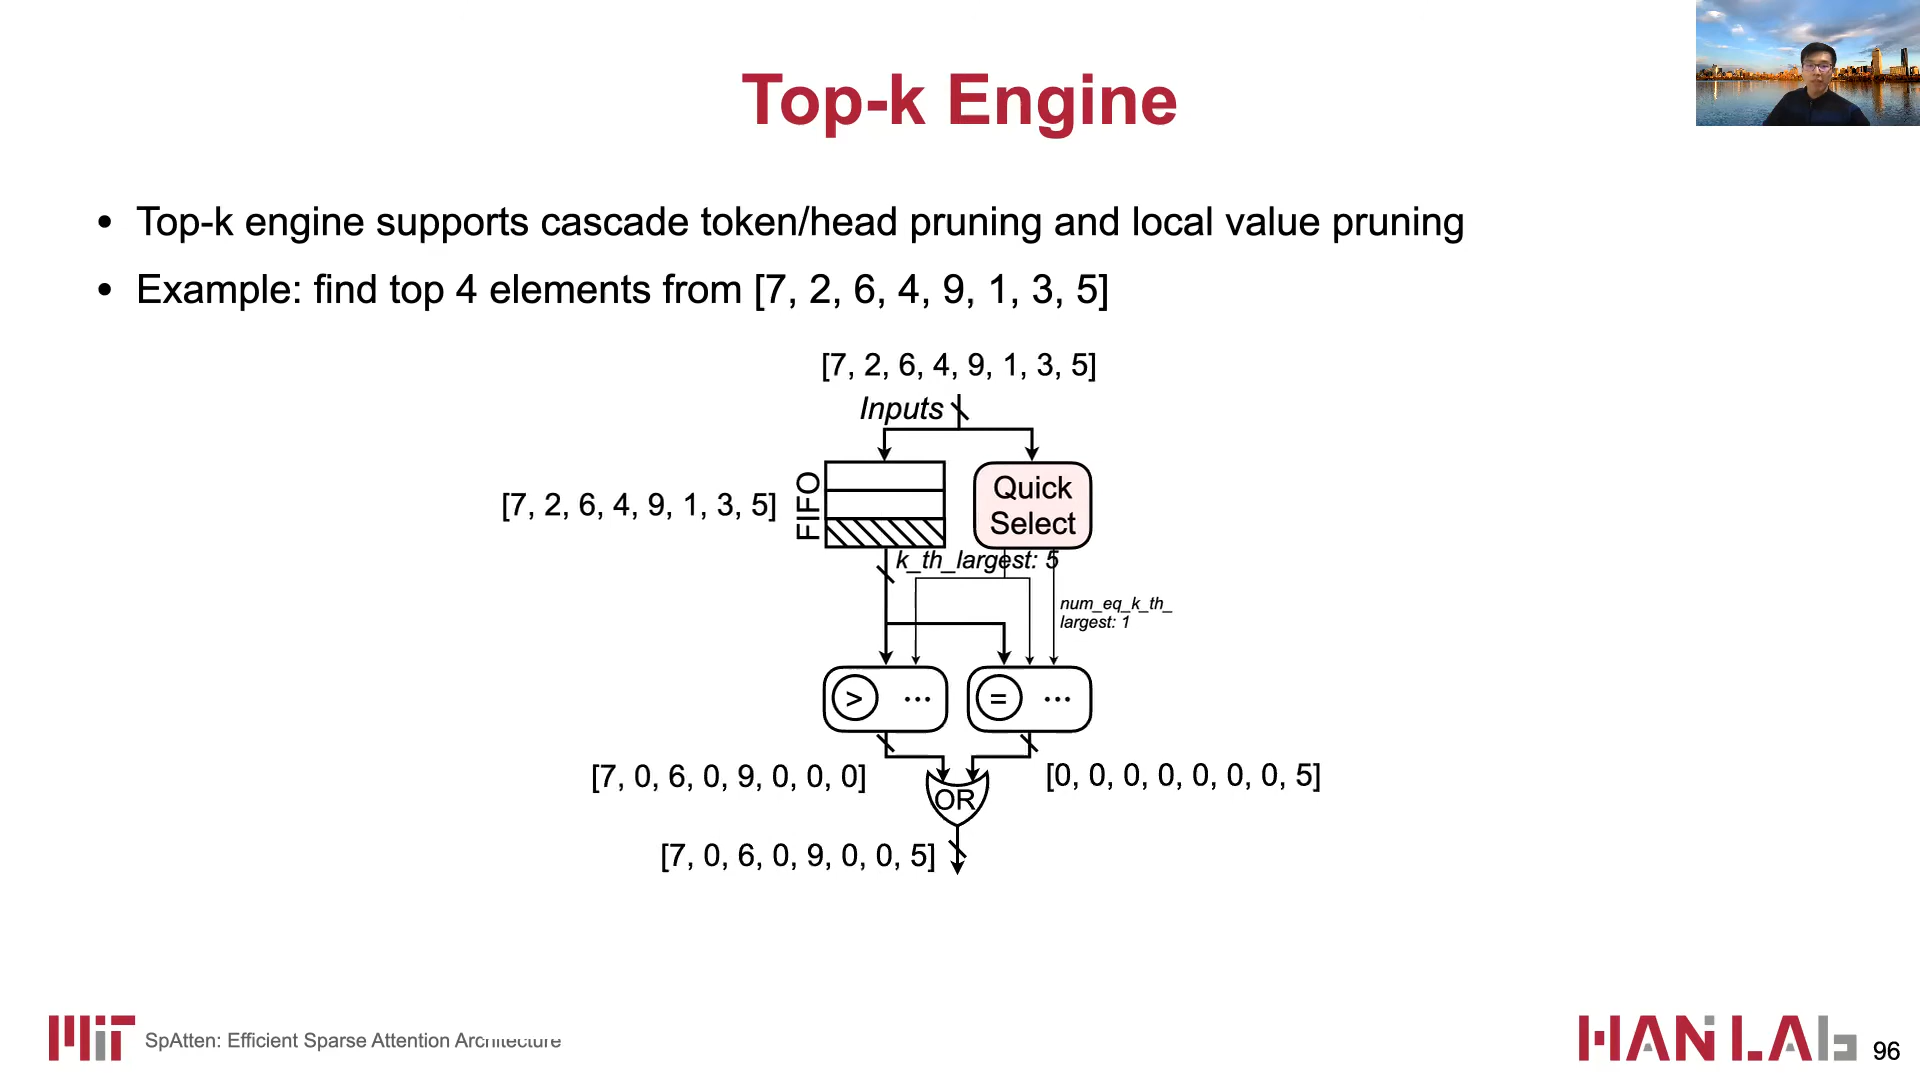 Top-k Engine
• Top-k engine supports cascade token/head pruning and local value pruning
• Example: find top 4 elements from [7, 2, 6, 4, 9, 1, 3, 5]
[7, 2, 6, 4, 9, 1, 3, 5]
Inputs
[7, 2, 6, 4, 9, 1, 3, 5]
FIFO
Quick
Select
k_th_largest: 5
num_eq_k_th_
largest: 1
> ...
= ...
[7, 0, 6, 0, 9, 0, 0, 0]
[0, 0, 0, 0, 0, 0, 0, 5]
OR
[7, 0, 6, 0, 9, 0, 0, 5]
MIT
SpAtten: Efficient Sparse Attention Architecture
HAN LAb
96